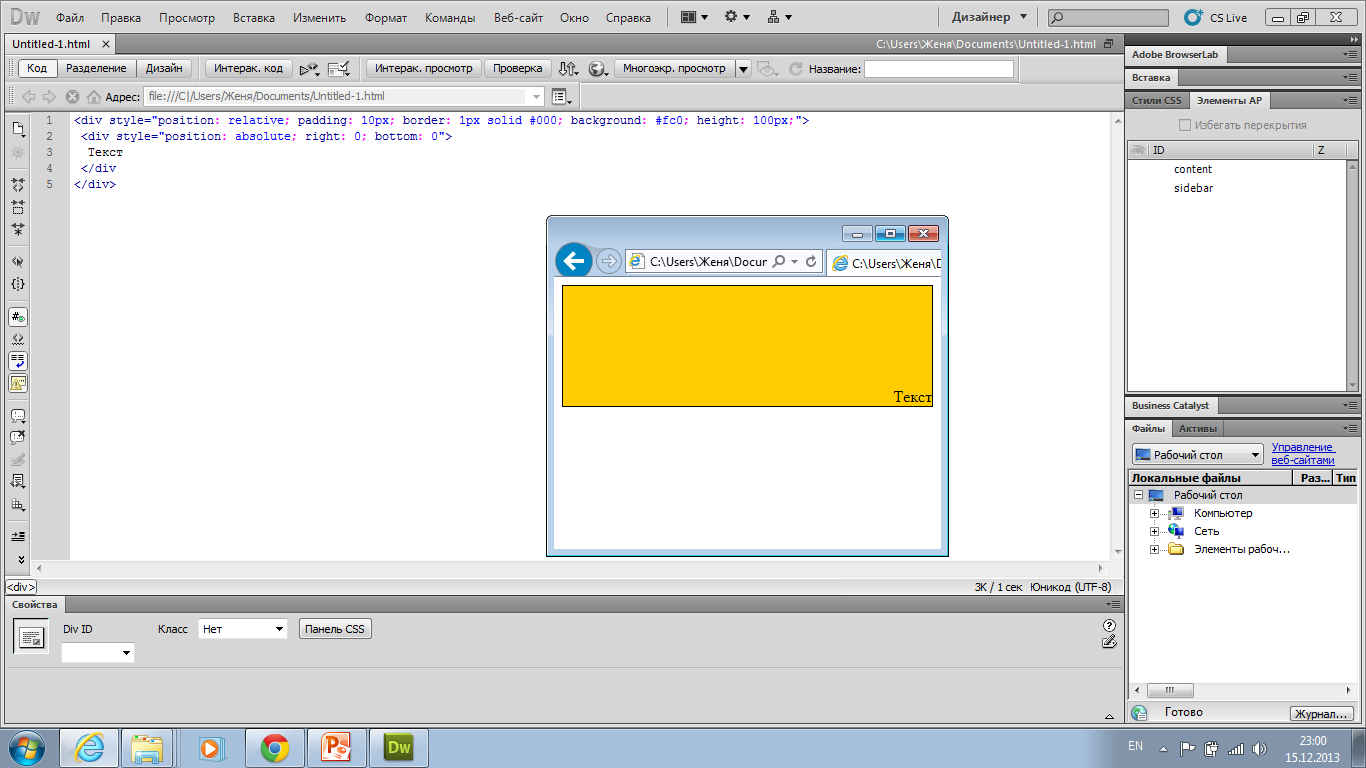 Dw Файл Правка Просмотр Вставка Изменить Формат Команды Веб-сайт Окно Справка Дизайнер CS Live
Untitled-1.html C:\Users\Женя\Documents\Untitled-1.html
Код Разделение Дизайн Интерак. код Интерак. просмотр Проверка Многоэкр. просмотр Название:
Адрес: file:///C|/Users/Женя/Documents/Untitled-1.html
1 <div style="position: relative; padding: 10px; border: 1px solid #000; background: #fc0; height: 100px;">
2 <div style="position: absolute; right: 0; bottom: 0">
3 Текст
4 </div
5 </div>
C:\Users\Женя\Docur C:\Users\Женя\D
Текст
<div> 3K / 1 сек Юникод (UTF-8)
Свойства
Div ID Класс Нет Панель CSS
Adobe BrowserLab
Вставка
Стили CSS Элементы AP
Избегать перекрытия
ID Z
content
sidebar
Business Catalyst
Файлы Активы
Рабочий стол Управление
веб-сайтами
Локальные файлы Раз... Тип
Рабочий стол
Компьютер
Сеть
Элементы рабоч...
Готово Журнал...
EN 23:00
15.12.2013